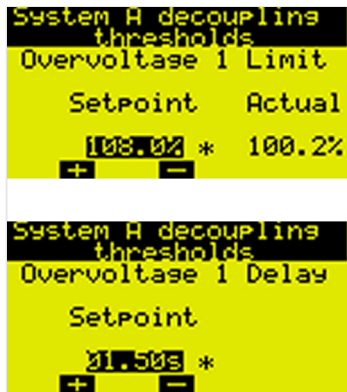 System A decoupling
thresholds
Overvoltage 1 Limit
Setpoint Actual
108.0% * 100.2%
+ -
System A decoupling
thresholds
Overvoltage 1 Delay
Setpoint
01.50s *
+ -